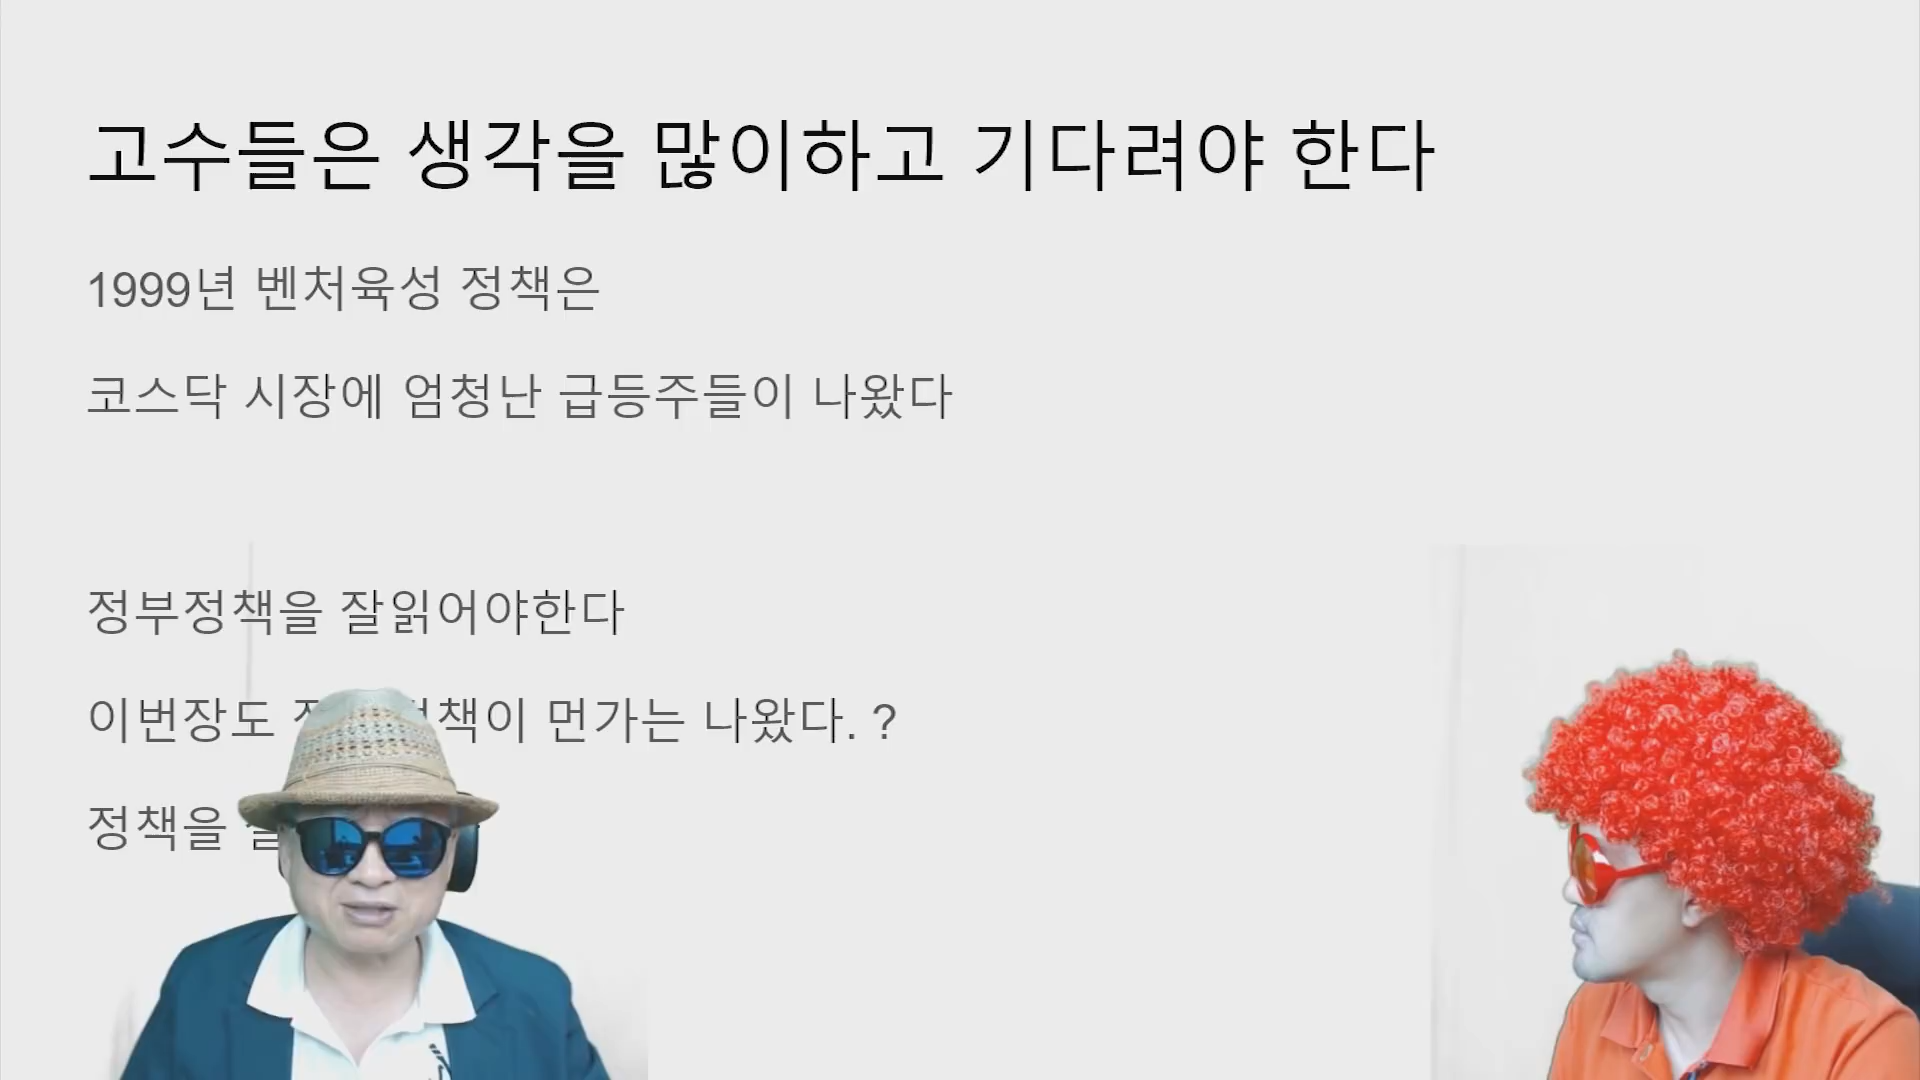 고수들은 생각을 많이하고 기다려야 한다
1999년 벤처육성 정책은
코스닥 시장에 엄청난 급등주들이 나왔다
정부정책을 잘읽어야한다
이번장도 정책이 먼가는 나왔다. ?
정책을